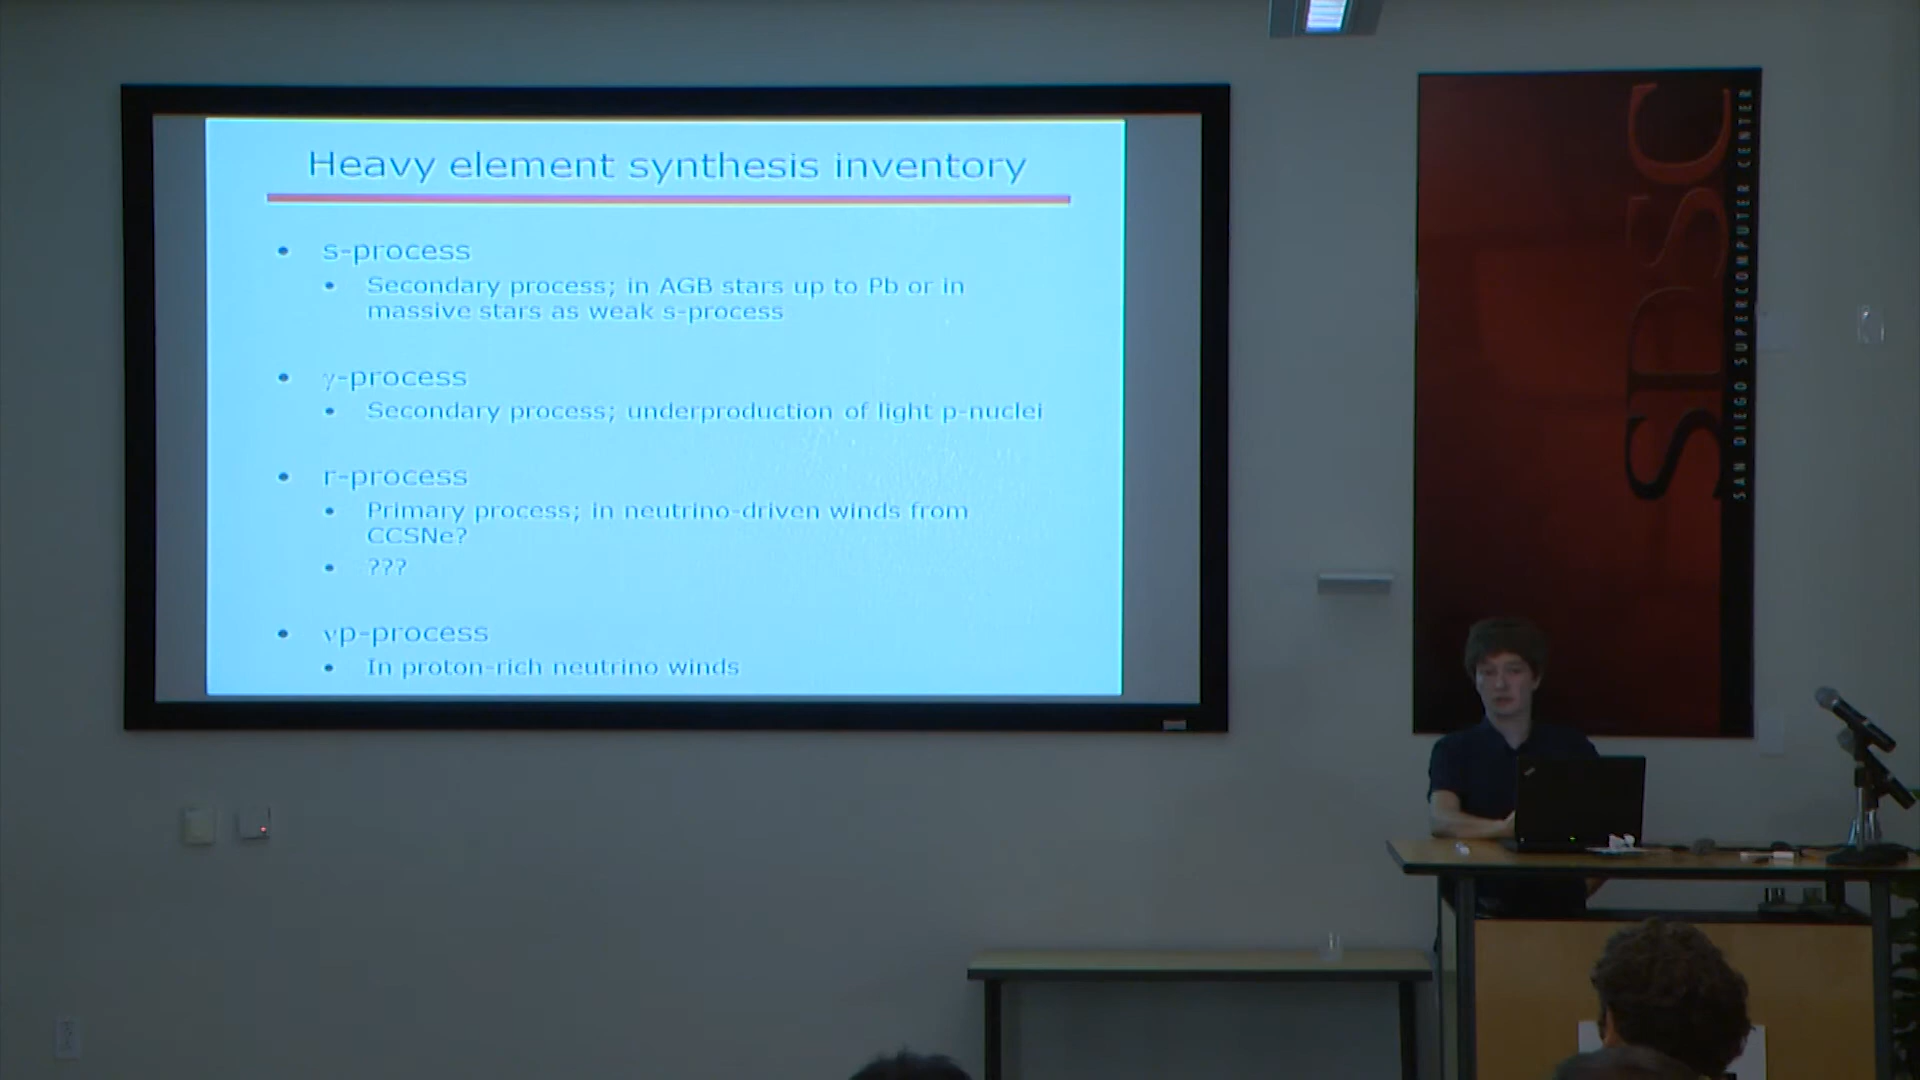 Heavy element synthesis inventory
• s-process
• Secondary process; in AGB stars up to Pb or in
massive stars as weak s-process
• γ-process
• Secondary process; underproduction of light p-nuclei
• r-process
• Primary process; in neutrino-driven winds from
CCSNe?
• ???
• νp-process
• In proton-rich neutrino winds
SDSC
SAN DIEGO SUPERCOMPUTER CENTER